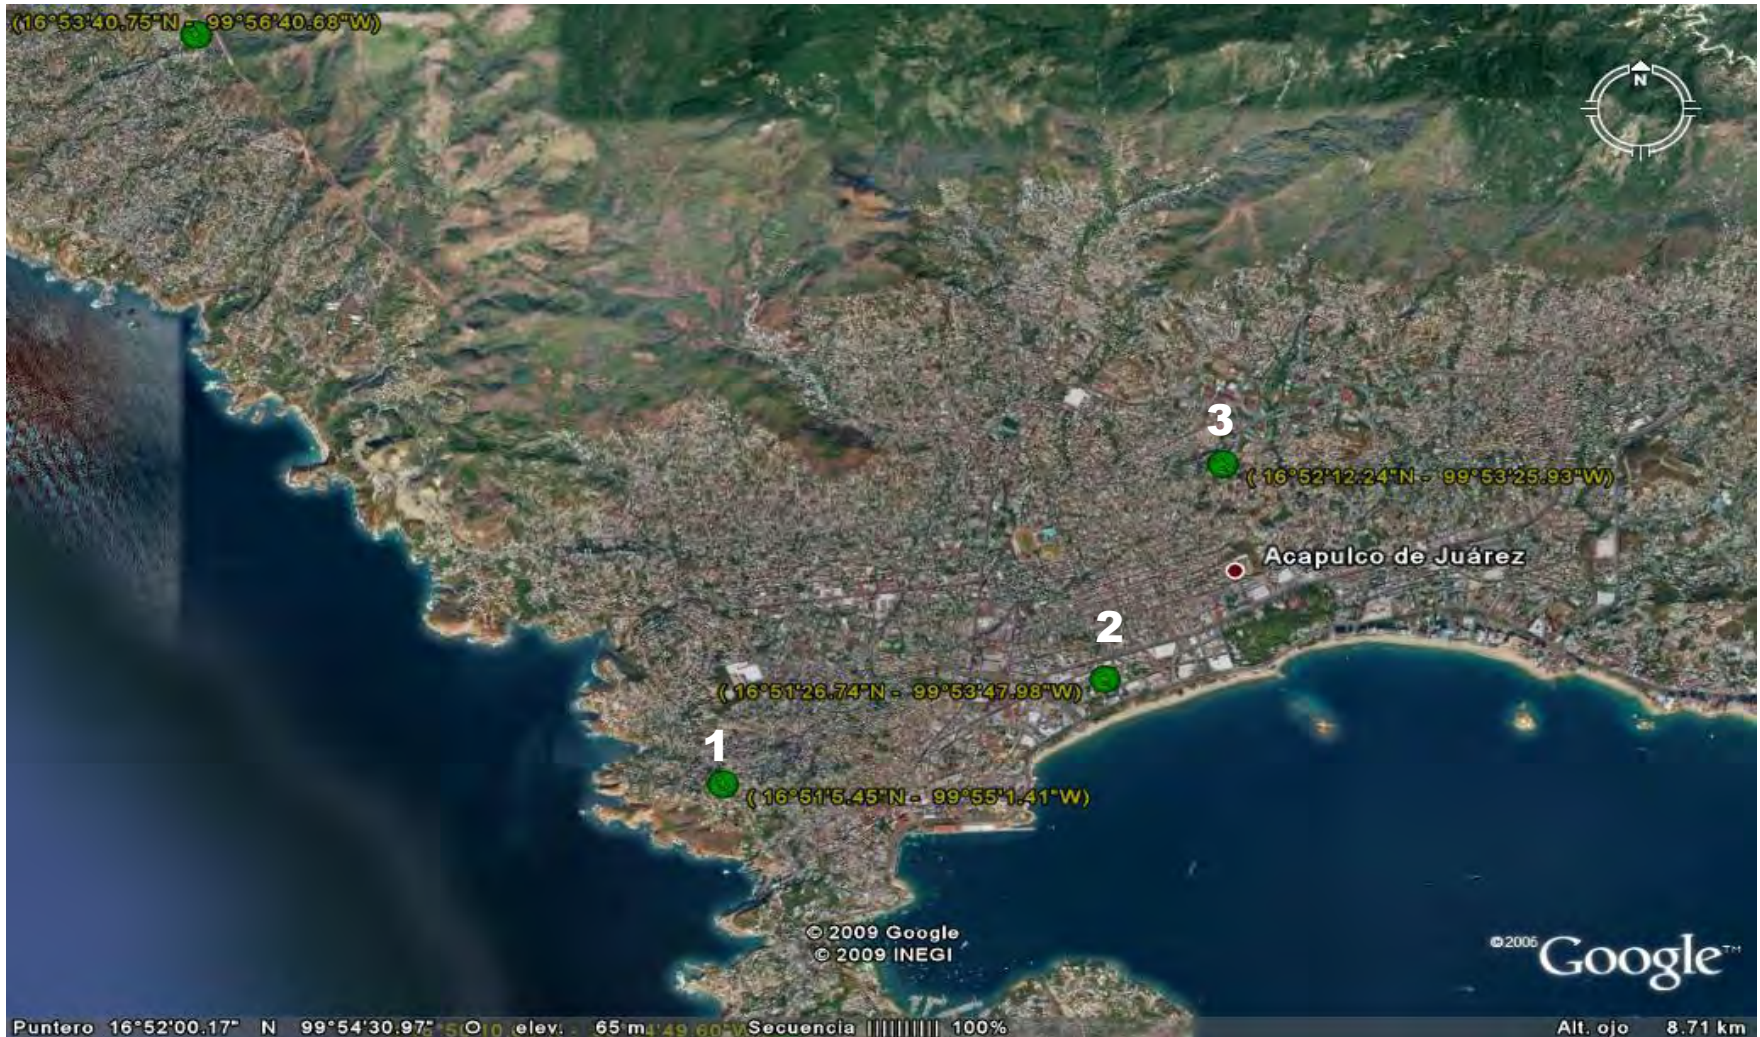 (16°53'40.75"N - 99°56'40.68"W)
N
3
( 16°52'12.24"N - 99°53'25.93"W)
Acapulco de Juárez
2
( 16°51'26.74"N - 99°53'47.98"W)
1
( 16°51'5.45"N - 99°55'1.41"W)
© 2009 Google
© 2009 INEGI
©2006 Google™
Puntero 16°52'00.17" N 99°54'30.97" O elev. 65 m Secuencia |||||||||| 100% Alt. ojo 8.71 km